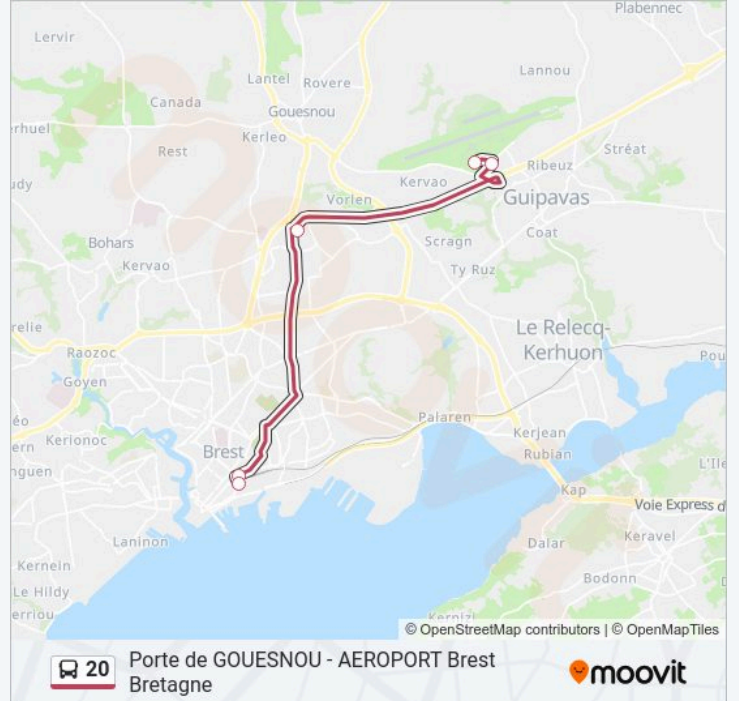 Plabennec
Lervir
Lannou
Lantel
Rovere
Canada
Gouesnou
rhuel
Kerleo
Stréat
Rest
Ribeuz
Kervao
udy
Vorlen
Guipavas
Coat
Bohars
Scragn
Kervao
Ty Ruz
relie
Le Relecq-
Kerhuon
Raozoc
Pou
Goyen
Palaren
éo
Kerionoc
Kerjean
ern
Brest
Rubian
nguen
L'Ile
Kap
Voie Express d
Laninon
Dalar
Keravel
Kernein
Bodonn
Le Hildy
erriou
Kernizi
© OpenStreetMap contributors | © OpenMapTiles
20
Porte de GOUESNOU - AEROPORT Brest
Bretagne
moovit